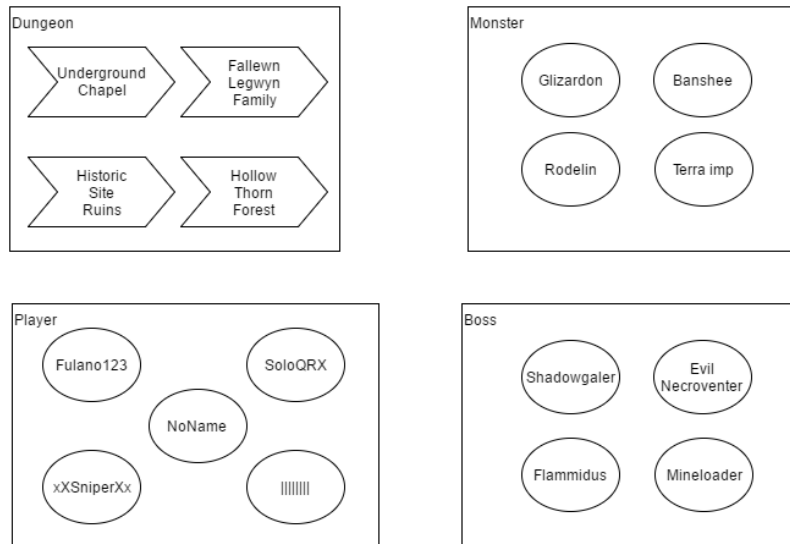 Dungeon
Underground
Chapel
Fallewn
Legwyn
Family
Historic
Site
Ruins
Hollow
Thorn
Forest
Monster
Glizardon
Banshee
Rodelin
Terra imp
Player
Fulano123
SoloQRX
NoName
xXSniperXx
||||||||
Boss
Shadowgaler
Evil
Necroventer
Flammidus
Mineloader